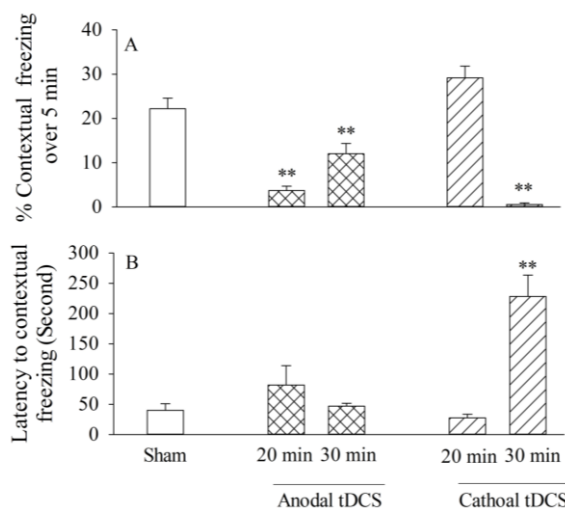 % Contextual freezing
over 5 min
40
30
20
10
0
A
**
**
**
Latency to contextual
freezing (Second)
300
250
200
150
100
50
0
B
**
Sham
20 min 30 min
20 min 30 min
Anodal tDCS
Cathoal tDCS